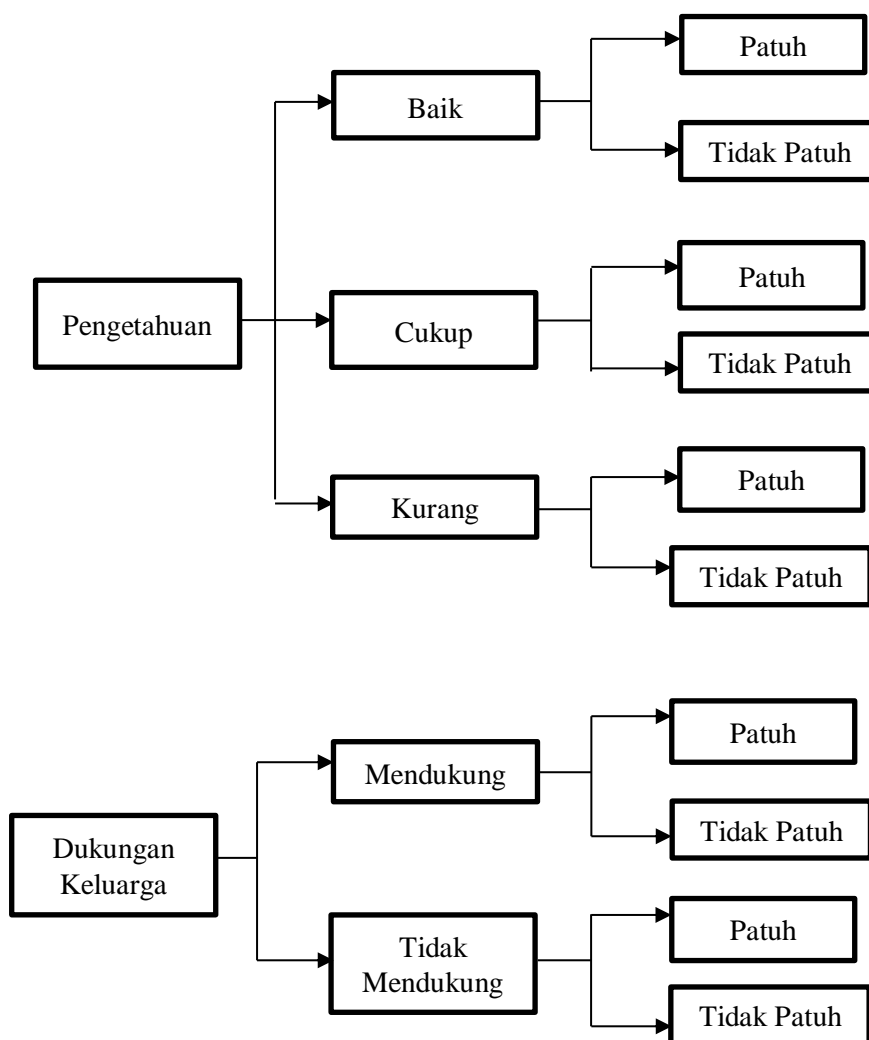 Patuh
Baik
Tidak Patuh
Patuh
Pengetahuan
Cukup
Tidak Patuh
Patuh
Kurang
Tidak Patuh
Patuh
Mendukung
Tidak Patuh
Dukungan
Keluarga
Patuh
Tidak
Mendukung
Tidak Patuh